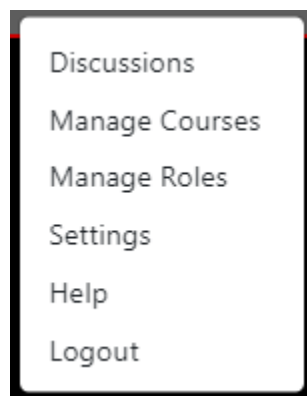 Discussions
Manage Courses
Manage Roles
Settings
Help
Logout